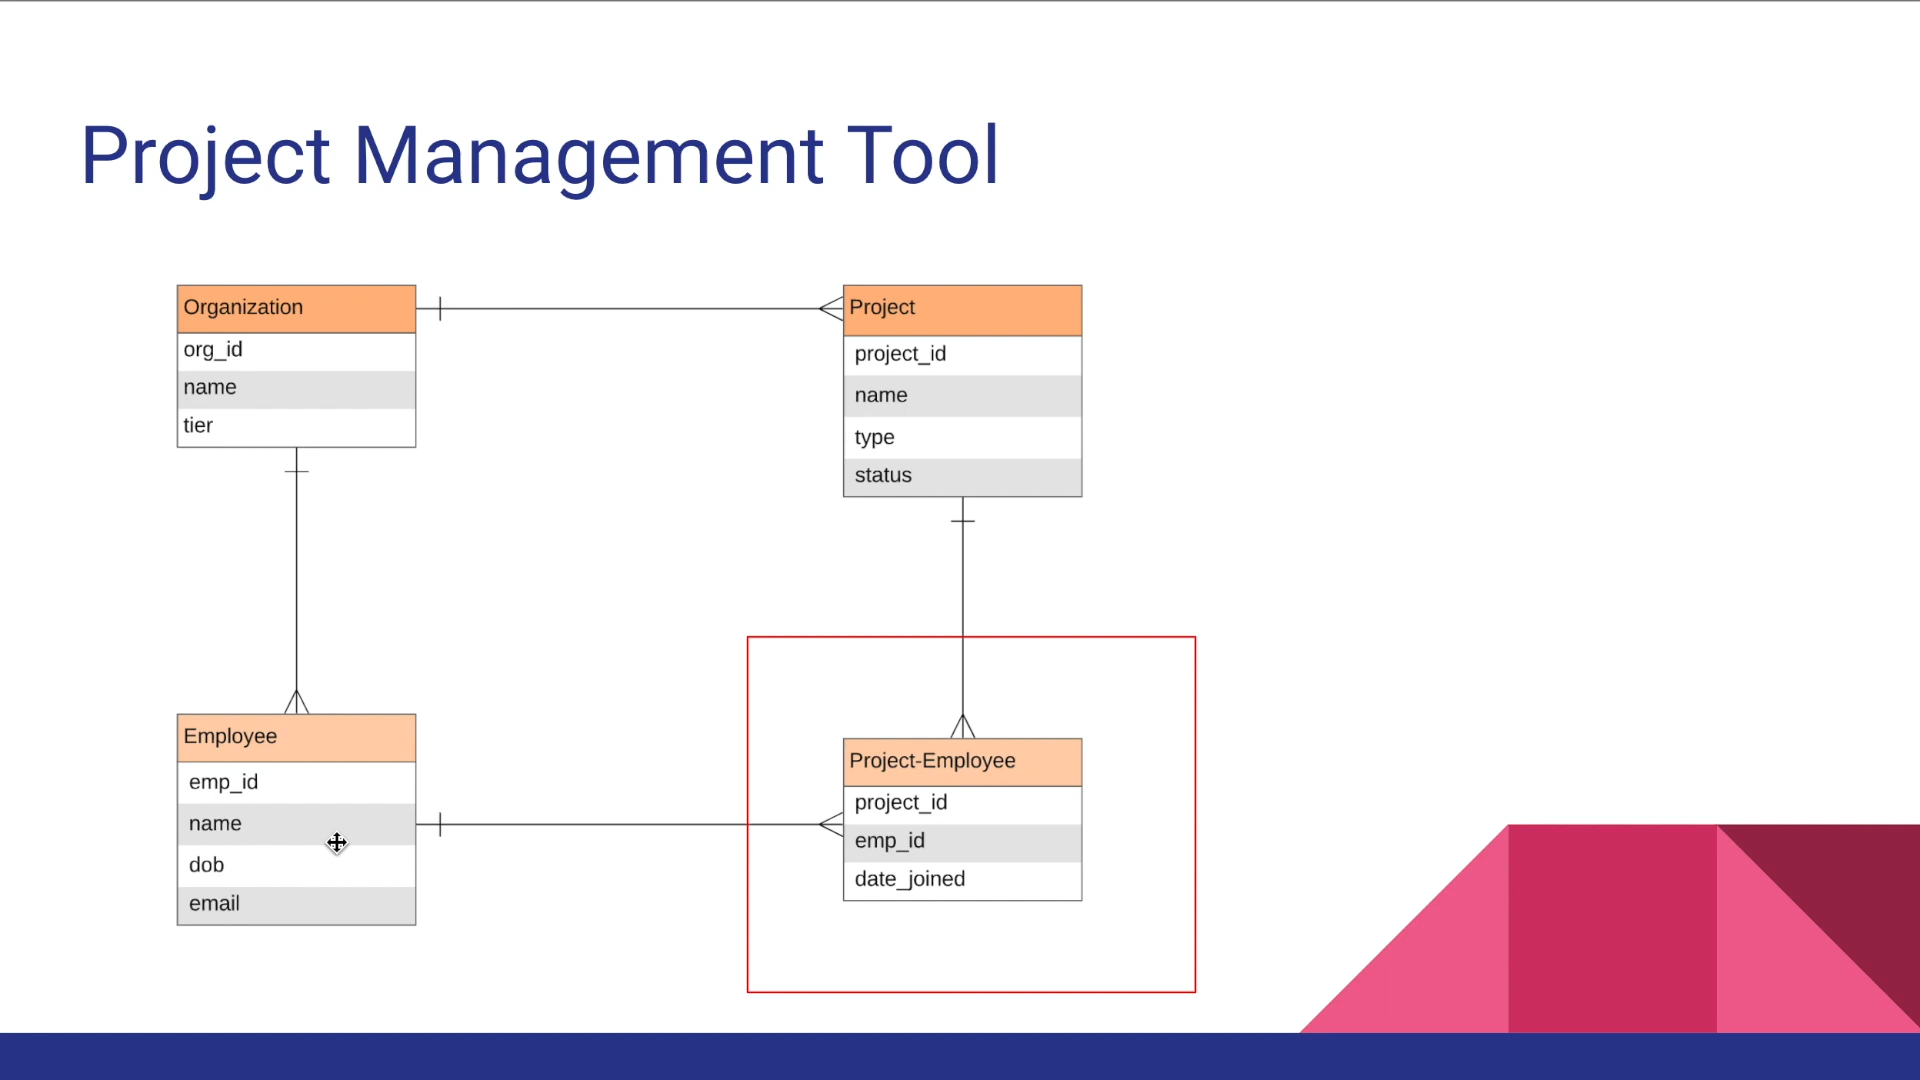 Project Management Tool
Organization
org_id
name
tier
Project
project_id
name
type
status
Employee
emp_id
name
dob
email
Project-Employee
project_id
emp_id
date_joined